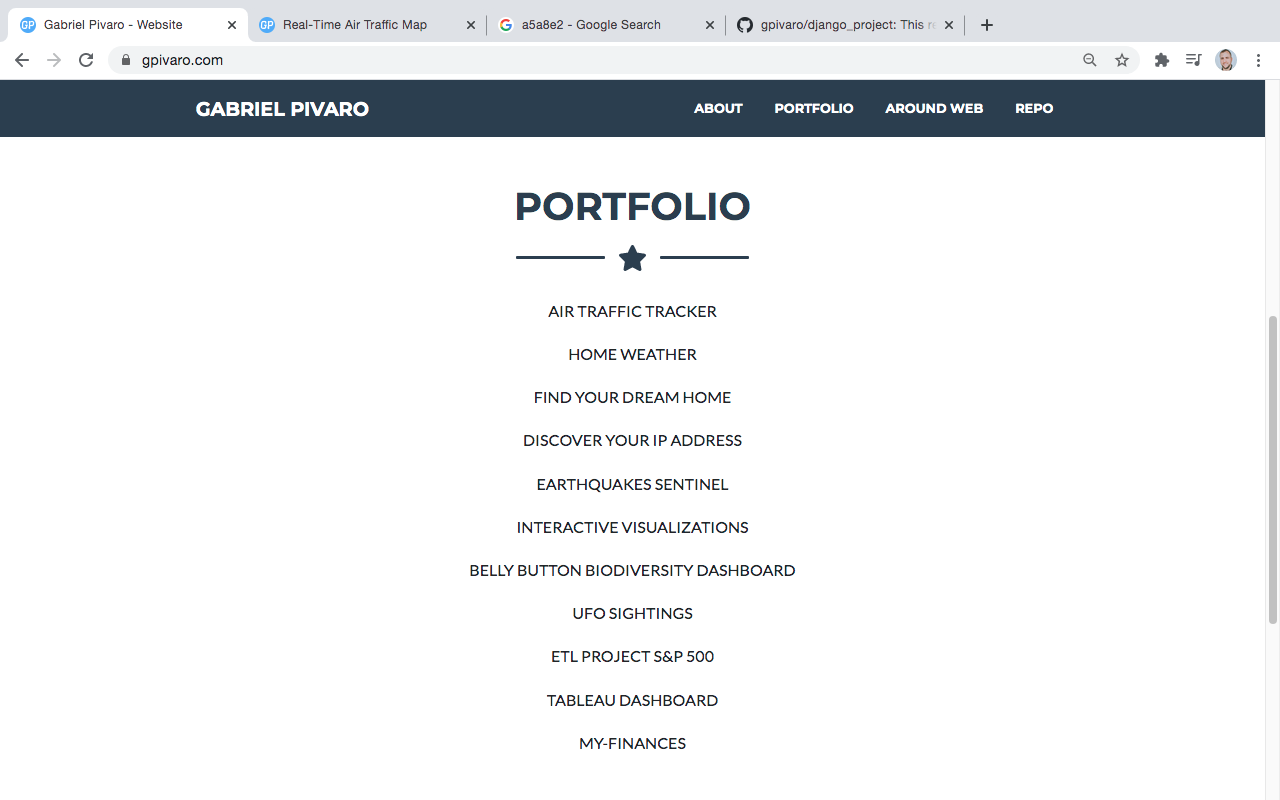 GP Gabriel Pivaro - Website
GP Real-Time Air Traffic Map
a5a8e2 - Google Search
gpivaro/django_project: This r
gpivaro.com
GABRIEL PIVARO
ABOUT PORTFOLIO AROUND WEB REPO
PORTFOLIO
AIR TRAFFIC TRACKER
HOME WEATHER
FIND YOUR DREAM HOME
DISCOVER YOUR IP ADDRESS
EARTHQUAKES SENTINEL
INTERACTIVE VISUALIZATIONS
BELLY BUTTON BIODIVERSITY DASHBOARD
UFO SIGHTINGS
ETL PROJECT S&P 500
TABLEAU DASHBOARD
MY-FINANCES